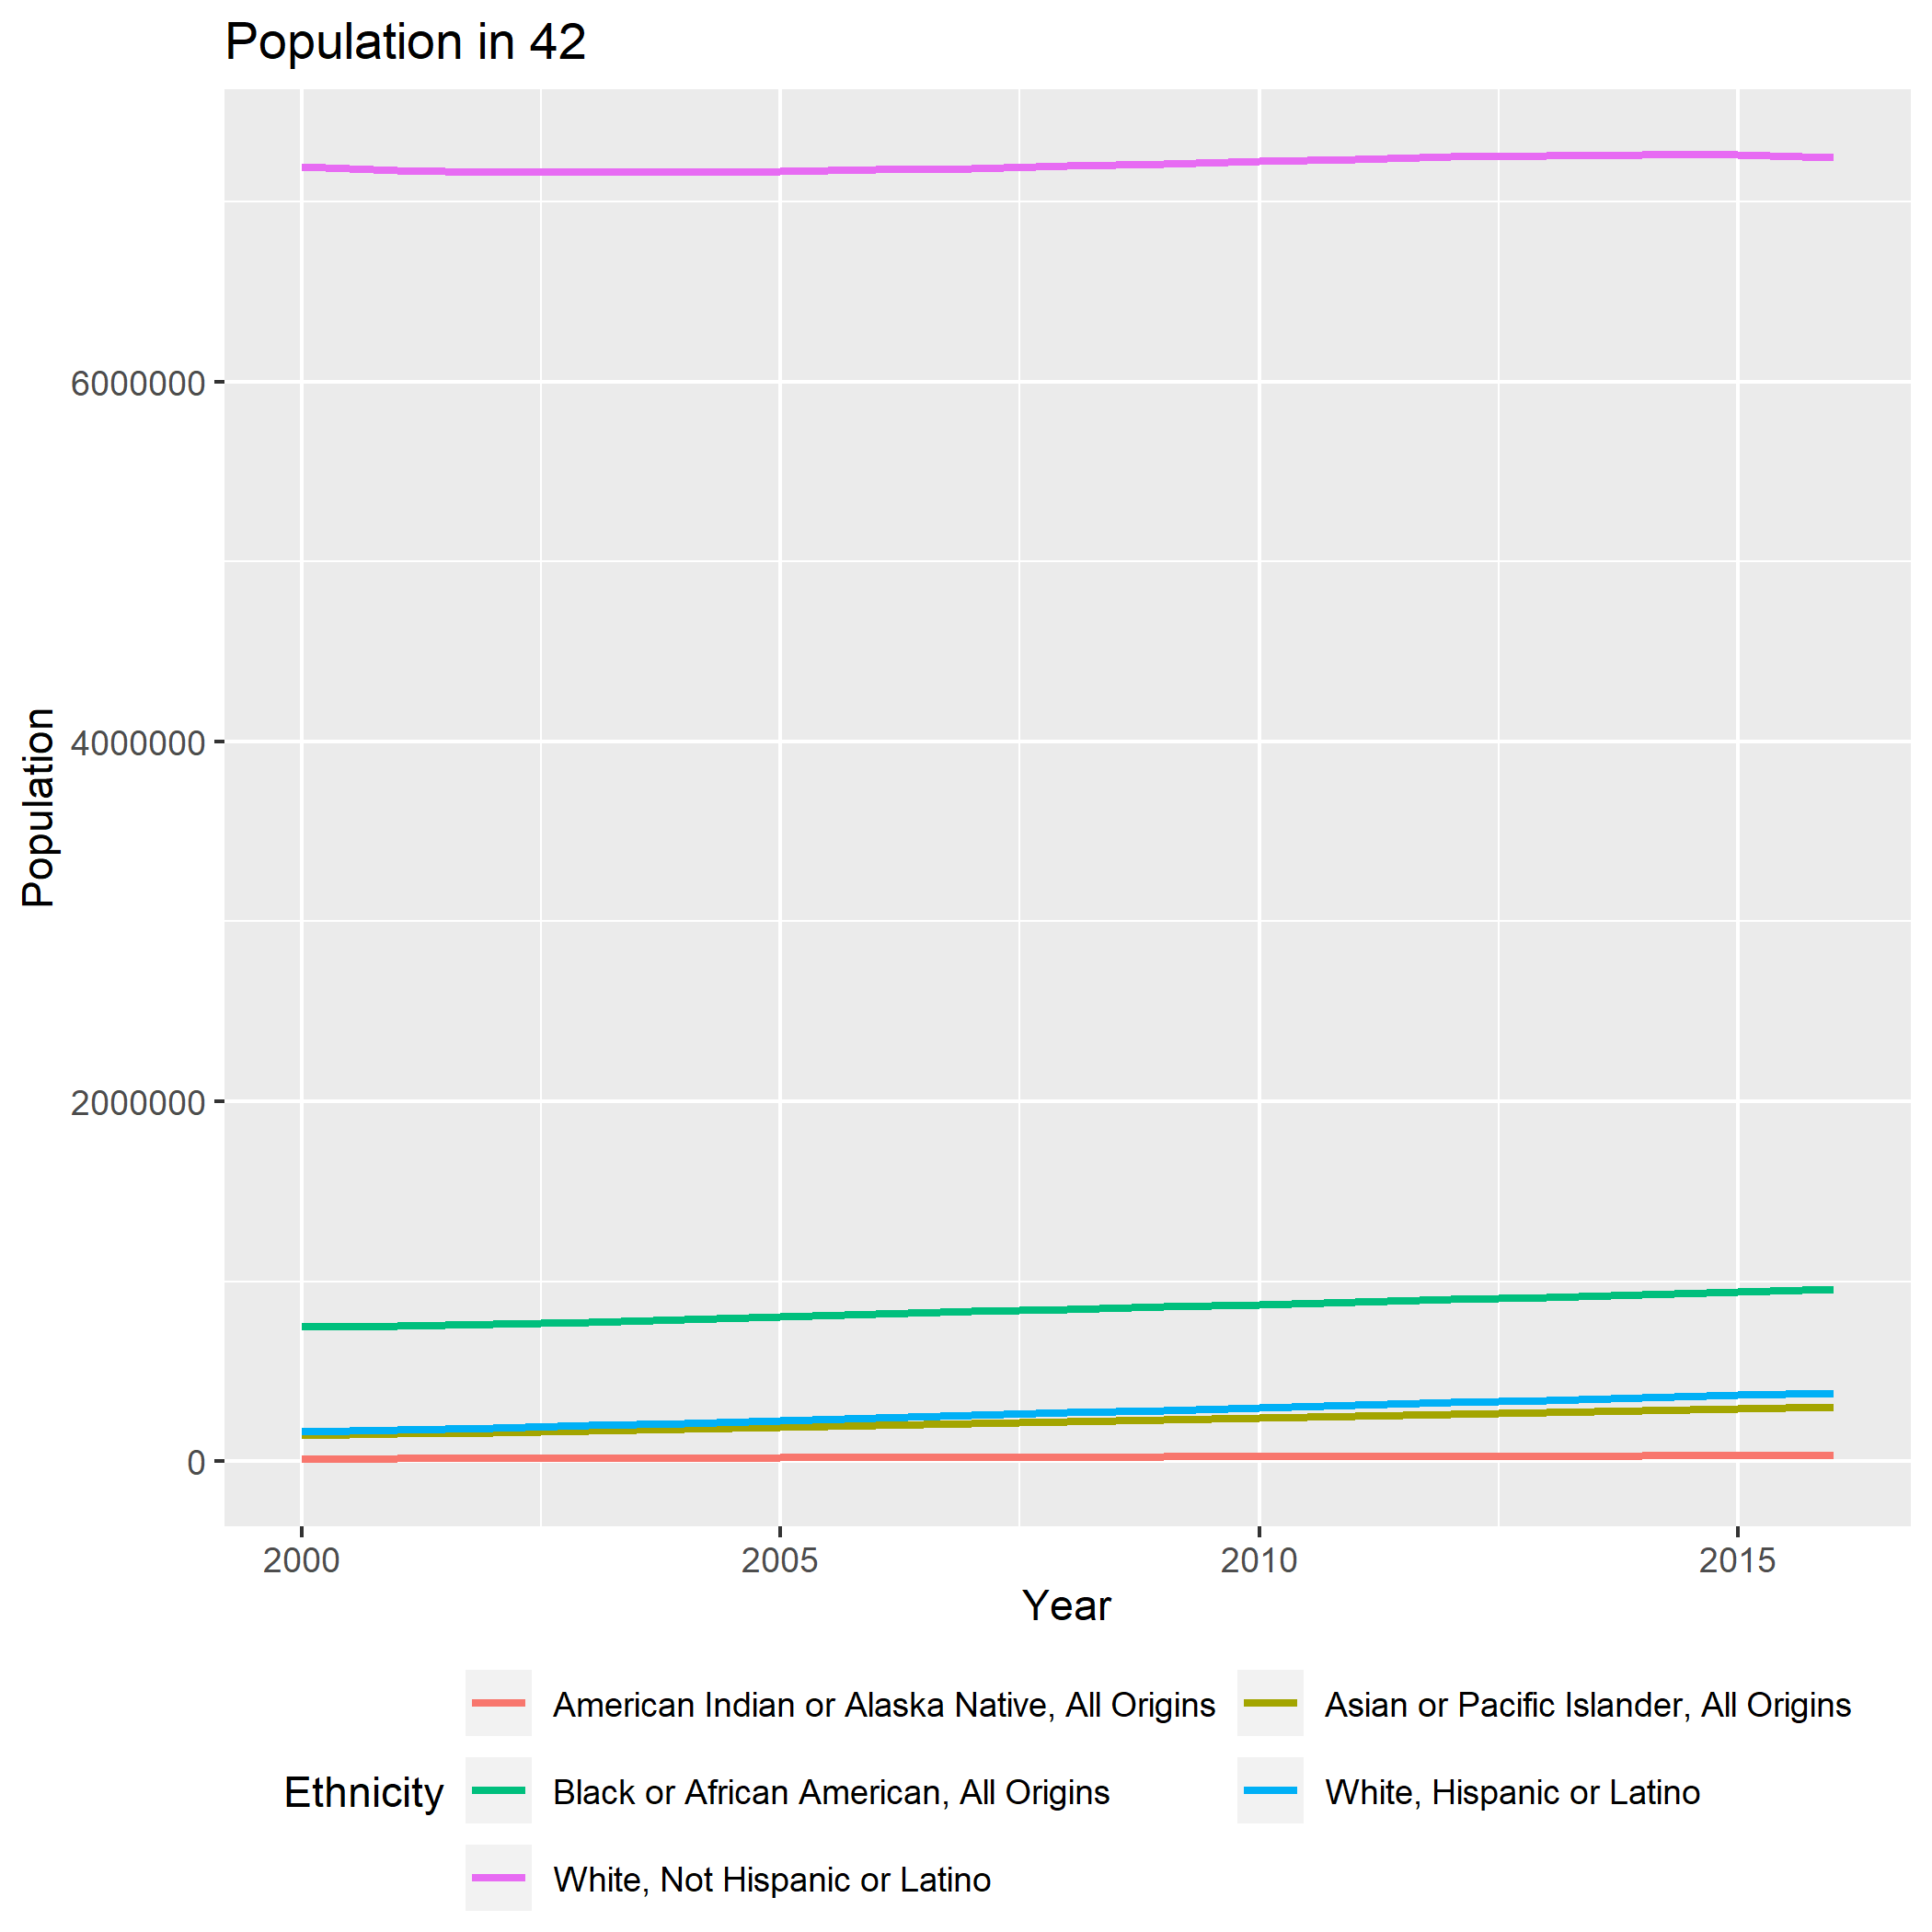 Population in 42
Population
6000000
4000000
2000000
0
2000 2005 2010 2015
Year
Ethnicity
American Indian or Alaska Native, All Origins
Asian or Pacific Islander, All Origins
Black or African American, All Origins
White, Hispanic or Latino
White, Not Hispanic or Latino